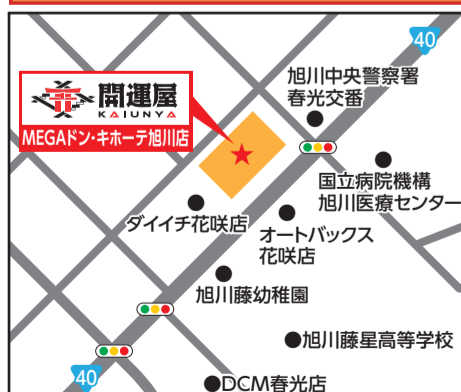 40
旭川中央警察署
春光交番
開運屋
KAIUNYA
MEGAドン・キホーテ旭川店
国立病院機構
旭川医療センター
ダイイチ花咲店
オートバックス
花咲店
旭川藤幼稚園
旭川藤星高等学校
40
DCM春光店